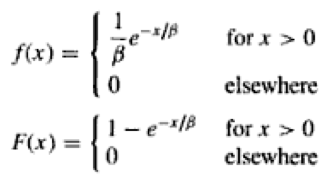 f(x) = { 1/β e^{-x/β} for x > 0
0 elsewhere
F(x) = { 1 − e^{-x/β} for x > 0
0 elsewhere